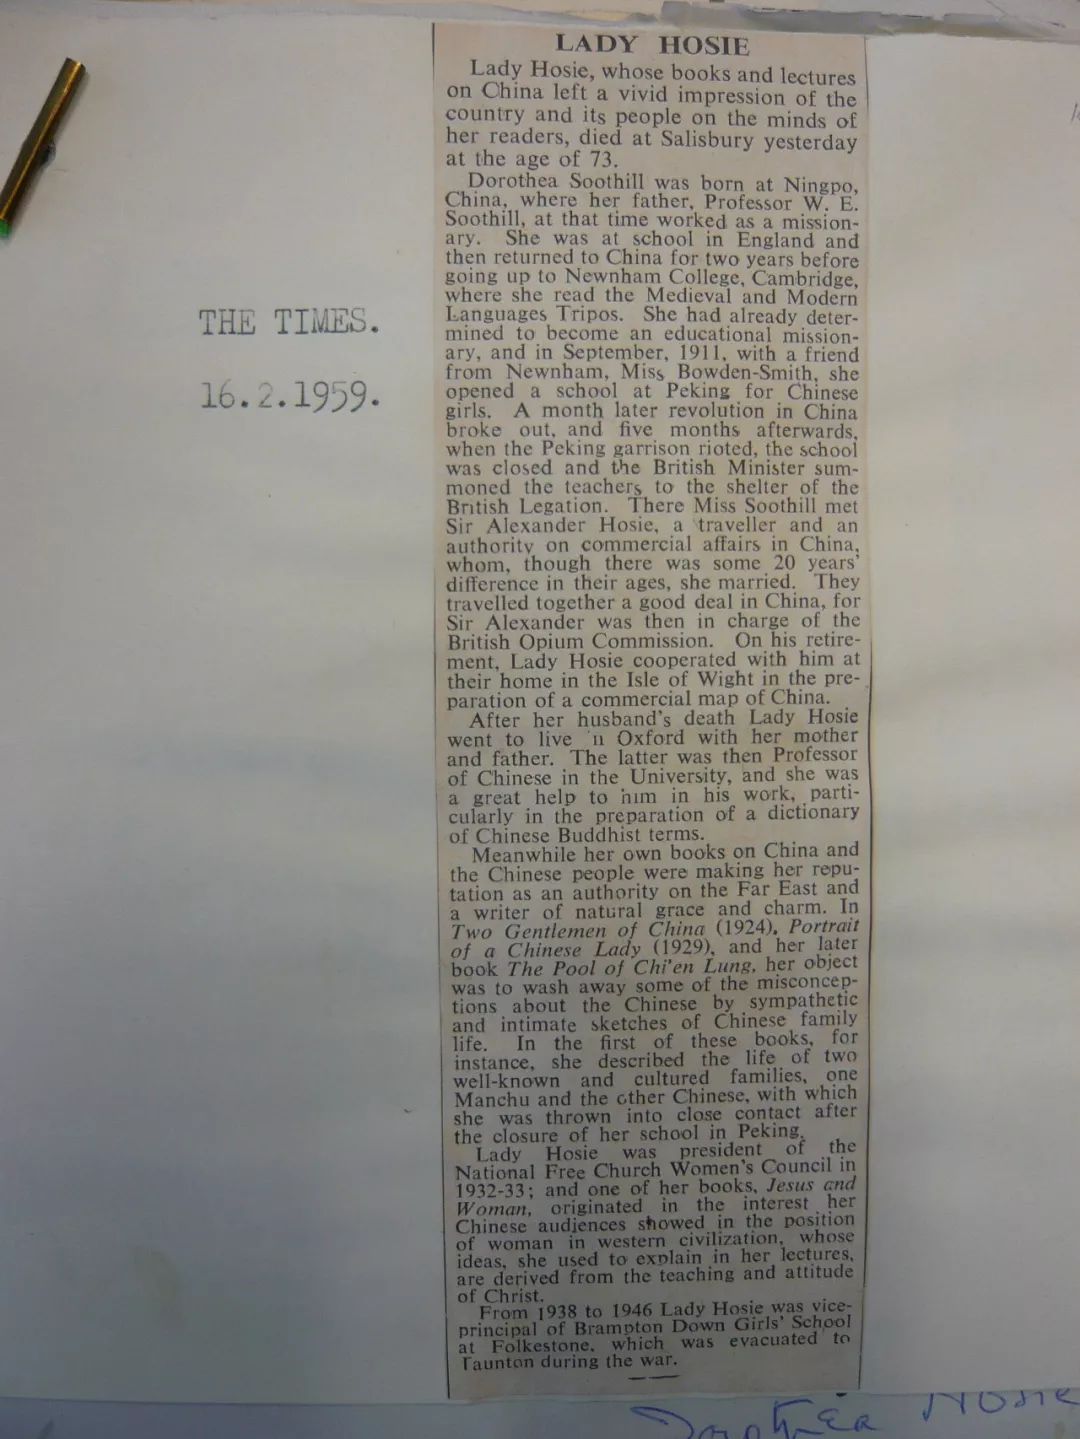 LADY HOSIE
Lady Hosie, whose books and lectures
on China left a vivid impression of the
country and its people on the minds of
her readers, died at Salisbury yesterday
at the age of 73.
Dorothea Soothill was born at Ningpo,
China, where her father, Professor W. E.
Soothill, at that time worked as a mission-
ary. She was at school in England and
then returned to China for two years before
going up to Newnham College, Cambridge,
where she read the Medieval and Modern
Languages Tripos. She had already deter-
mined to become an educational mission-
ary, and in September, 1911, with a friend
from Newnham, Miss Bowden-Smith, she
opened a school at Peking for Chinese
girls. A month later revolution in China
broke out, and five months afterwards,
when the Peking garrison rioted, the school
was closed and the British Minister sum-
moned the teachers to the shelter of the
British Legation. There Miss Soothill met
Sir Alexander Hosie, a traveller and an
authority on commercial affairs in China,
whom, though there was some 20 years'
difference in their ages, she married. They
travelled together a good deal in China, for
Sir Alexander was then in charge of the
British Opium Commission. On his retire-
ment, Lady Hosie cooperated with him at
their home in the Isle of Wight in the pre-
paration of a commercial map of China.
After her husband's death Lady Hosie
went to live in Oxford with her mother
and father. The latter was then Professor
of Chinese in the University, and she was
a great help to him in his work, parti-
cularly in the preparation of a dictionary
of Chinese Buddhist terms.
Meanwhile her own books on China and
the Chinese people were making her repu-
tation as an authority on the Far East and
a writer of natural grace and charm. In
Two Gentlemen of China (1924), Portrait
of a Chinese Lady (1929), and her later
book The Pool of Chi'en Lung, her object
was to wash away some of the misconcep-
tions about the Chinese by sympathetic
and intimate sketches of Chinese family
life. In the first of these books, for
instance, she described the life of two
well-known and cultured families, one
Manchu and the other Chinese, with which
she was thrown into close contact after
the closure of her school in Peking.
Lady Hosie was president of the
National Free Church Women's Council in
1932-33; and one of her books, Jesus and
Woman, originated in the interest her
Chinese audiences showed in the position
of woman in western civilization, whose
ideas, she used to explain in her lectures,
are derived from the teaching and attitude
of Christ.
From 1938 to 1946 Lady Hosie was vice-
principal of Brampton Down Girls' School
at Folkestone, which was evacuated to
Taunton during the war.
THE TIMES.
16.2.1959.
Dorothea Hosie